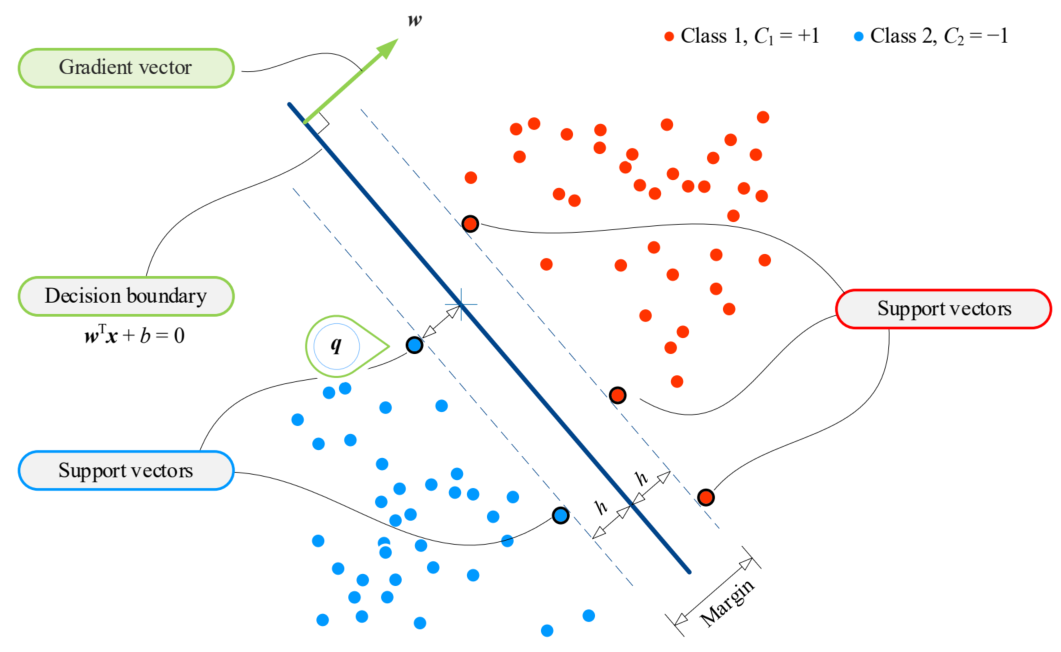 w
Class 1, C₁ = +1
Class 2, C₂ = −1
Gradient vector
Decision boundary
wᵀx + b = 0
q
Support vectors
Support vectors
h
h
Margin